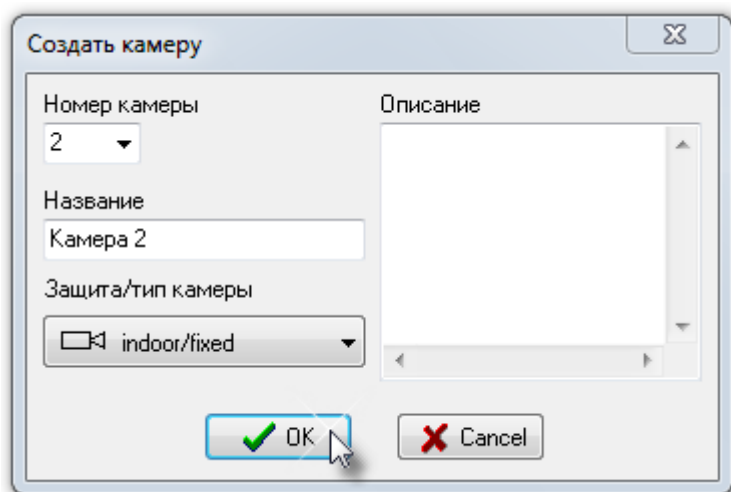 Создать камеру
Номер камеры
2
Название
Камера 2
Защита/тип камеры
indoor/fixed
Описание
OK
Cancel